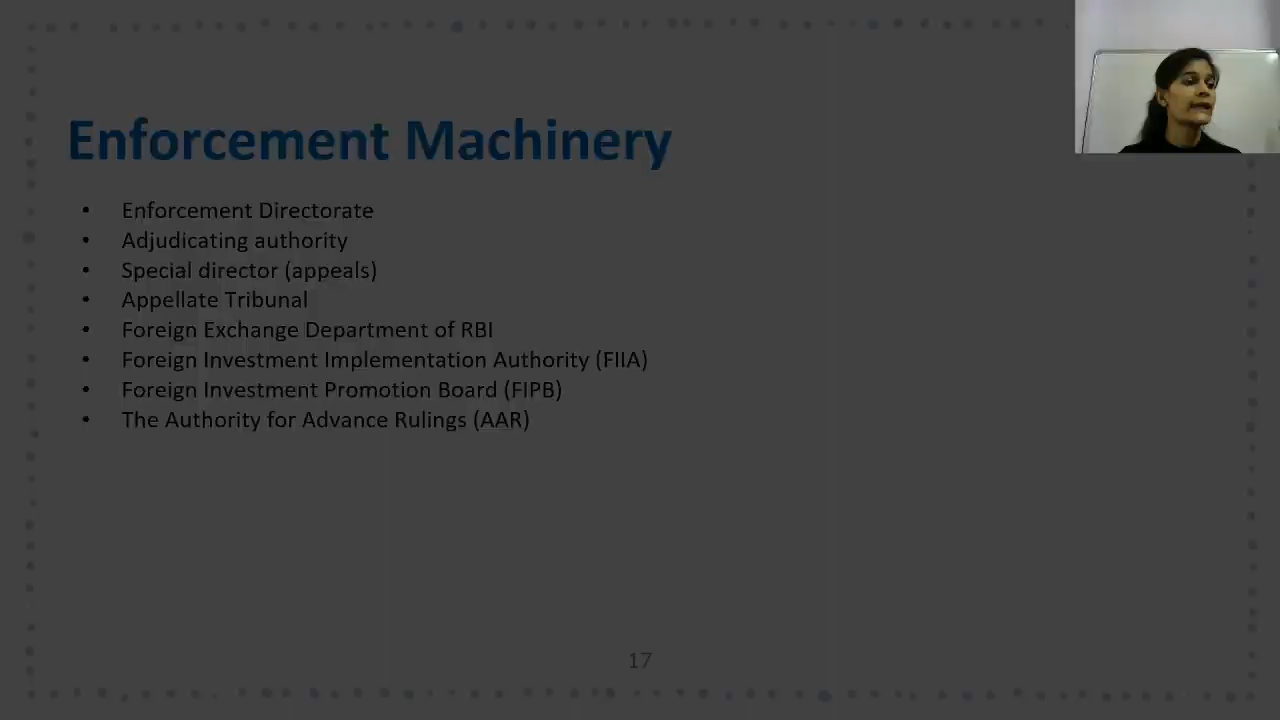 Enforcement Machinery
• Enforcement Directorate
• Adjudicating authority
• Special director (appeals)
• Appellate Tribunal
• Foreign Exchange Department of RBI
• Foreign Investment Implementation Authority (FIIA)
• Foreign Investment Promotion Board (FIPB)
• The Authority for Advance Rulings (AAR)
17